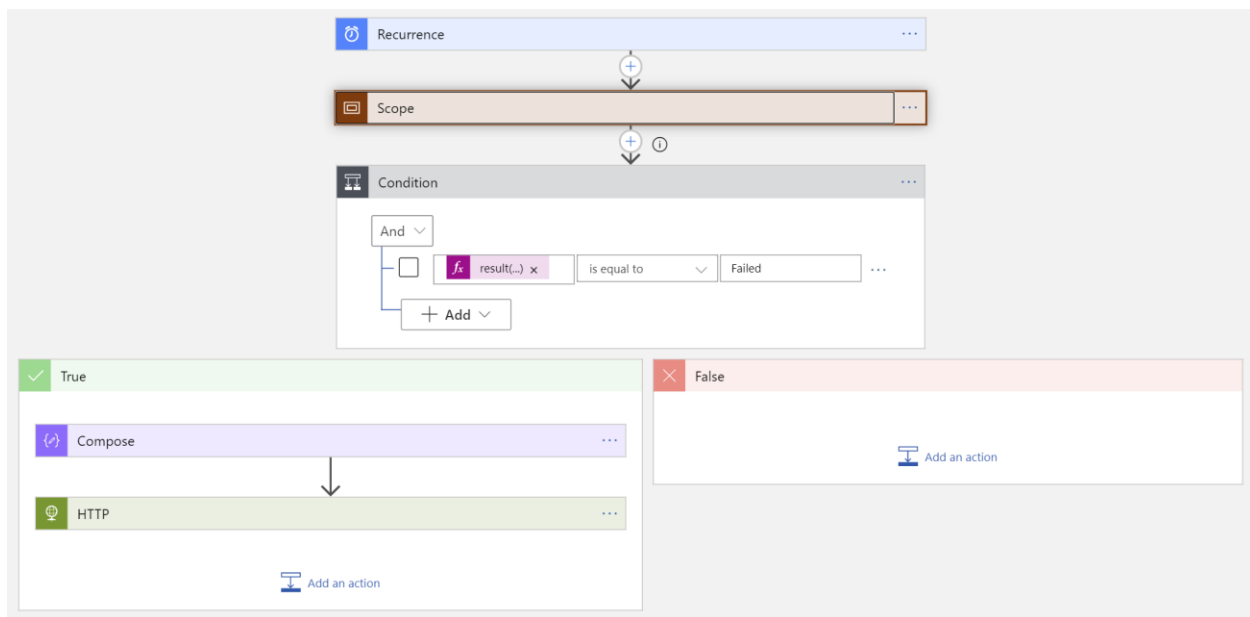 Recurrence
Scope
Condition
And
fx result(...) x is equal to Failed
+ Add
True
False
Compose
Add an action
HTTP
Add an action